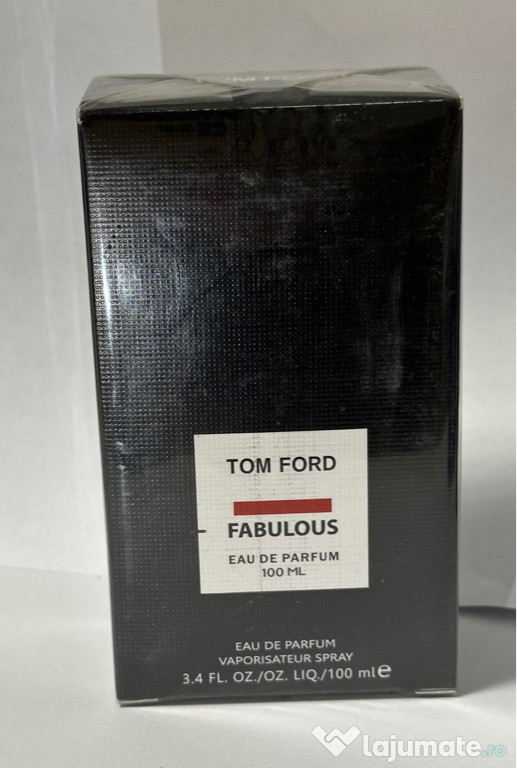 TOM FORD
FABULOUS
EAU DE PARFUM
100 ML
EAU DE PARFUM
VAPORISATEUR SPRAY
3.4 FL. OZ./OZ. LIQ./100 mle
lajumate.ro